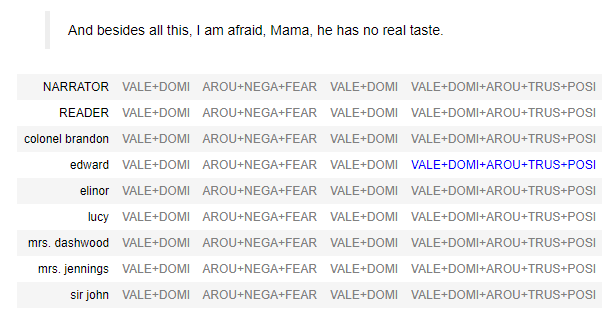 And besides all this, I am afraid, Mama, he has no real taste.
NARRATOR VALE+DOMI AROU+NEGA+FEAR VALE+DOMI VALE+DOMI+AROU+TRUS+POSI
READER VALE+DOMI AROU+NEGA+FEAR VALE+DOMI VALE+DOMI+AROU+TRUS+POSI
colonel brandon VALE+DOMI AROU+NEGA+FEAR VALE+DOMI VALE+DOMI+AROU+TRUS+POSI
edward VALE+DOMI AROU+NEGA+FEAR VALE+DOMI VALE+DOMI+AROU+TRUS+POSI
elinor VALE+DOMI AROU+NEGA+FEAR VALE+DOMI VALE+DOMI+AROU+TRUS+POSI
lucy VALE+DOMI AROU+NEGA+FEAR VALE+DOMI VALE+DOMI+AROU+TRUS+POSI
mrs. dashwood VALE+DOMI AROU+NEGA+FEAR VALE+DOMI VALE+DOMI+AROU+TRUS+POSI
mrs. jennings VALE+DOMI AROU+NEGA+FEAR VALE+DOMI VALE+DOMI+AROU+TRUS+POSI
sir john VALE+DOMI AROU+NEGA+FEAR VALE+DOMI VALE+DOMI+AROU+TRUS+POSI